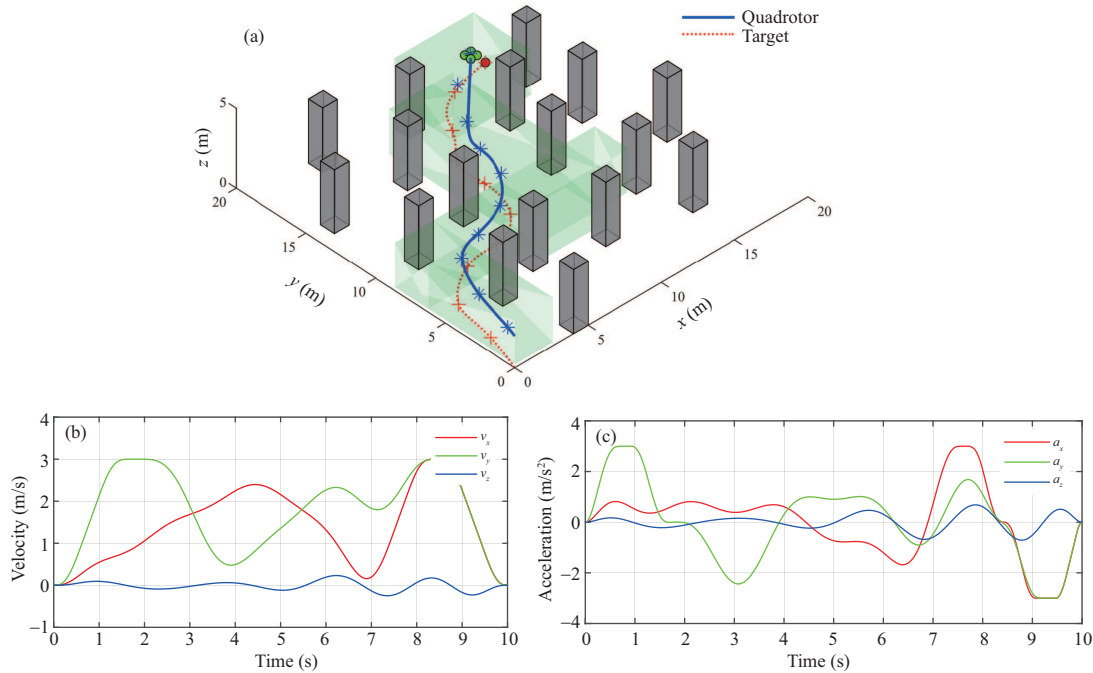 (a)
Quadrotor
Target
5
z (m)
0
20
15
y (m)
10
5
0
0
5
10
x (m)
15
20
(b)
v_x
v_y
v_z
4
3
2
1
0
−1
Velocity (m/s)
0 1 2 3 4 5 6 7 8 9 10
Time (s)
(c)
a_x
a_y
a_z
4
2
0
−2
−4
Acceleration (m/s²)
0 1 2 3 4 5 6 7 8 9 10
Time (s)